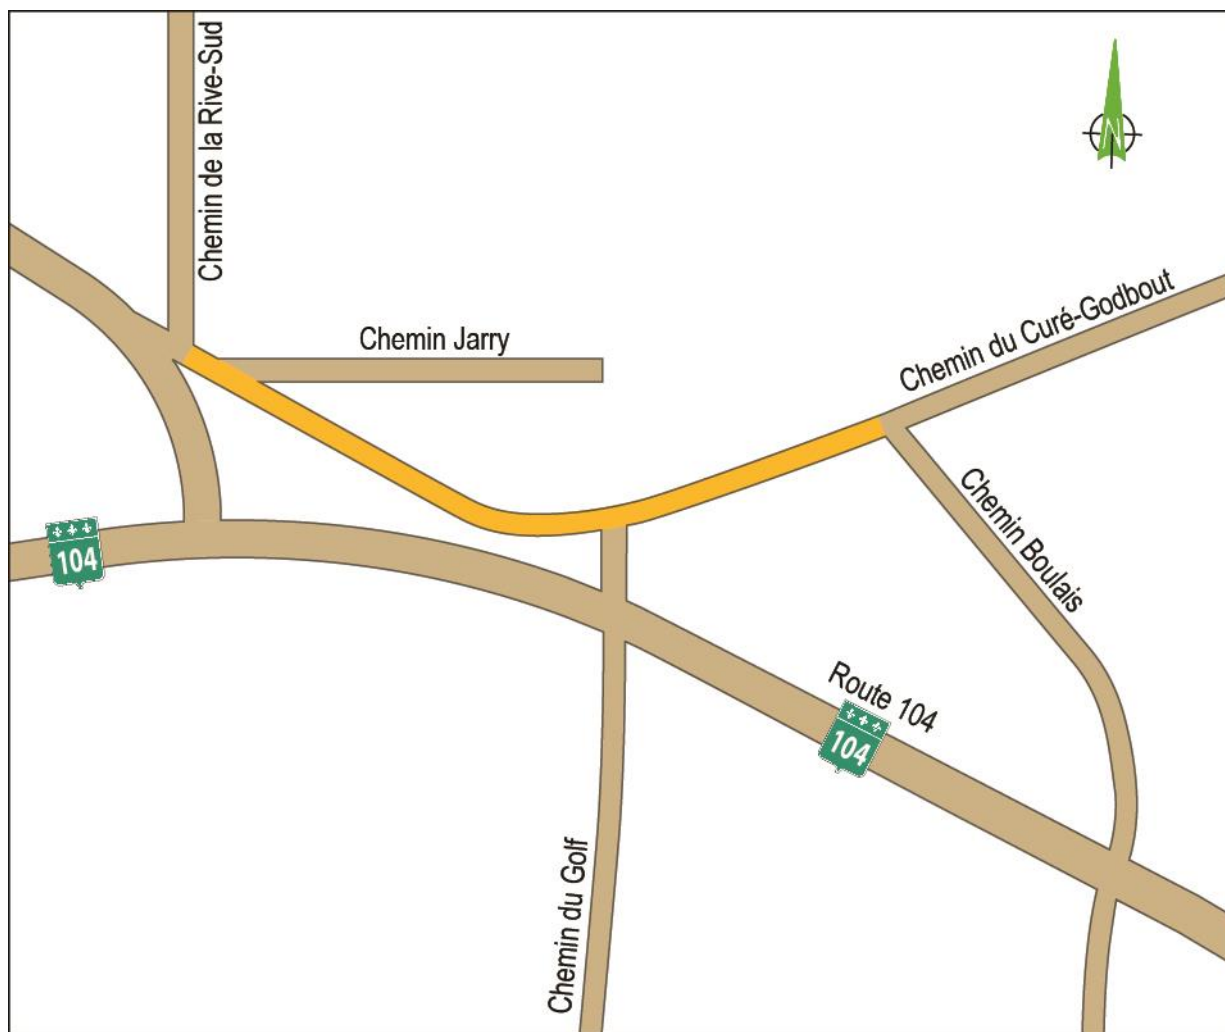 Chemin de la Rive-Sud
N
Chemin Jarry
Chemin du Curé-Godbout
Chemin Boulais
104
Route 104
104
Chemin du Golf